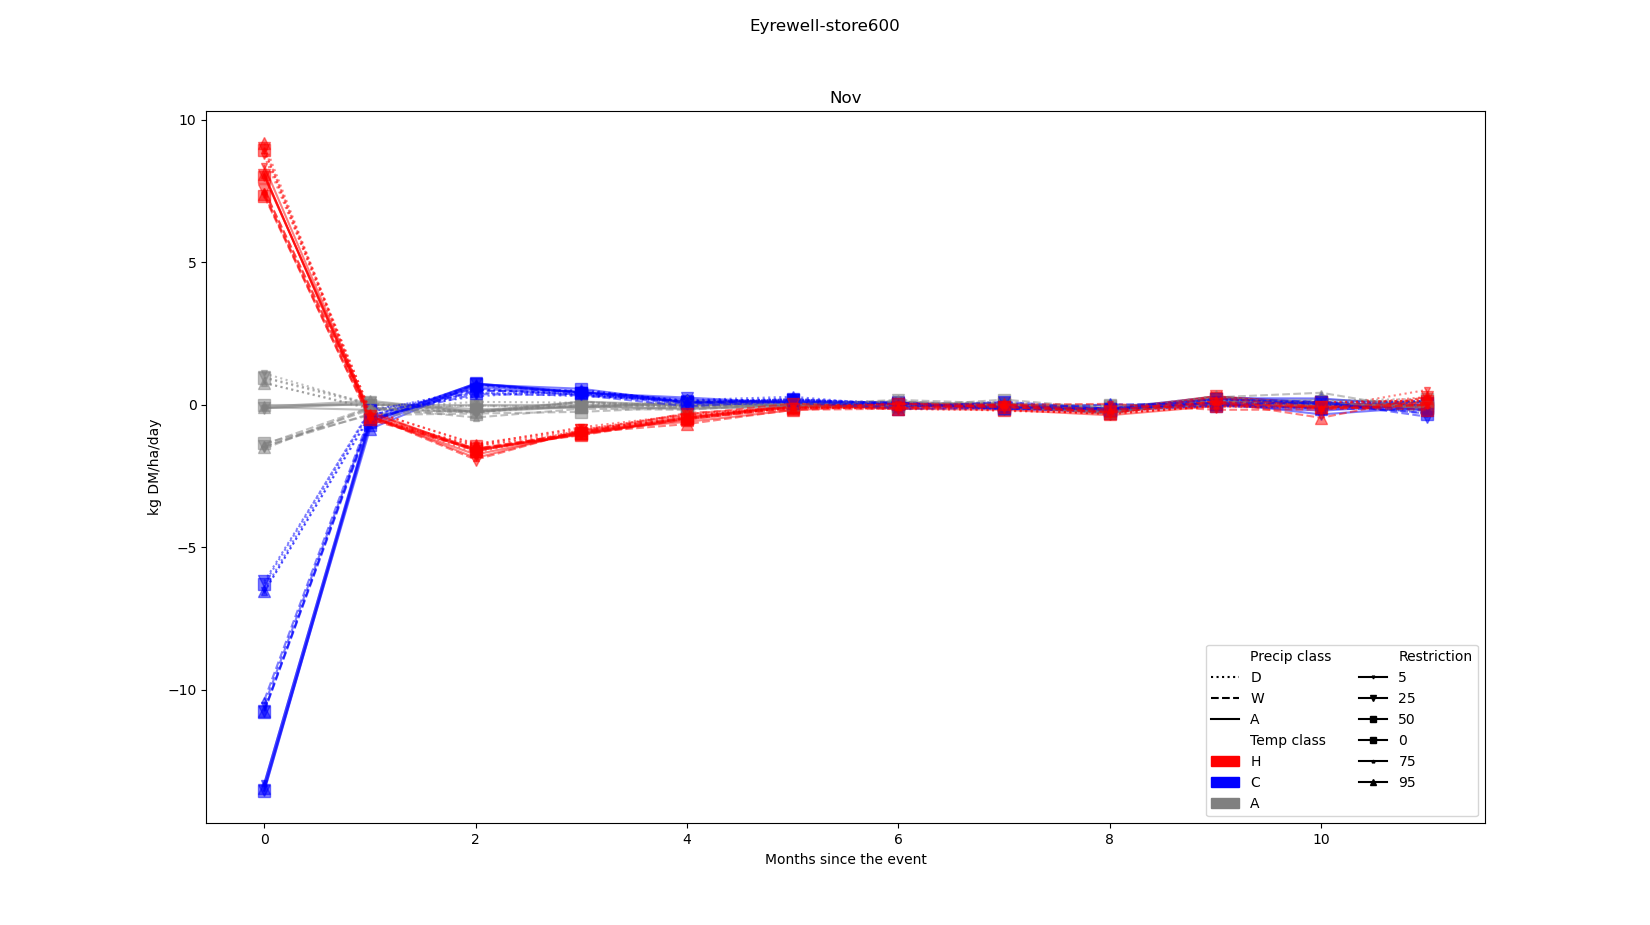 Eyrewell-store600
Nov
10
5
0
−5
−10
kg DM/ha/day
0
2
4
6
8
10
Months since the event
Precip class
D
W
A
Temp class
H
C
A
Restriction
5
25
50
0
75
95